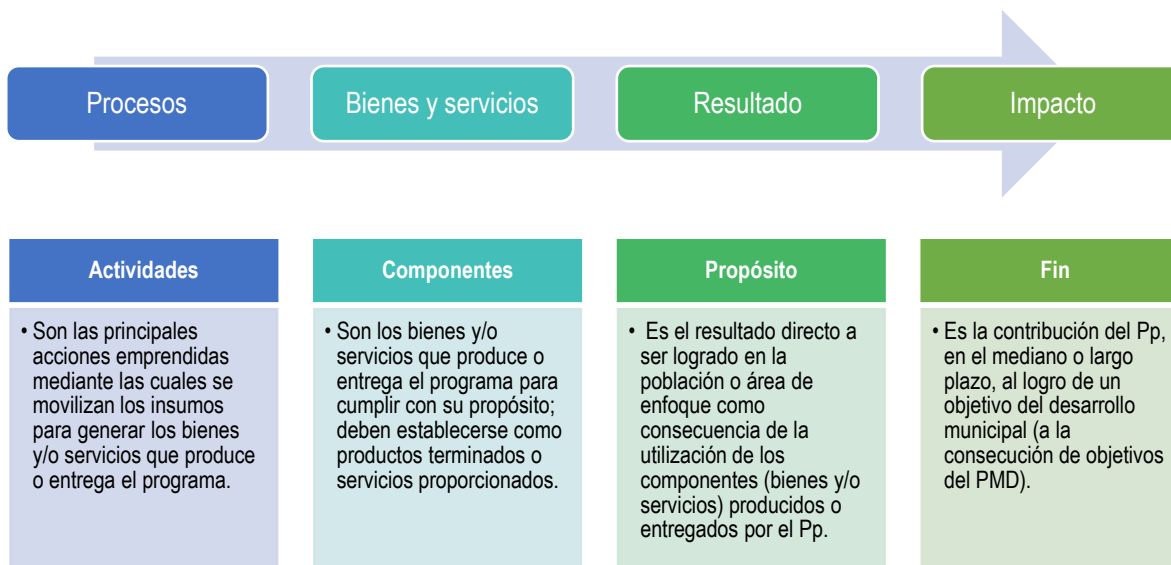 Procesos
Bienes y servicios
Resultado
Impacto
Actividades
• Son las principales
acciones emprendidas
mediante las cuales se
movilizan los insumos
para generar los bienes
y/o servicios que produce
o entrega el programa.
Componentes
• Son los bienes y/o
servicios que produce o
entrega el programa para
cumplir con su propósito;
deben establecerse como
productos terminados o
servicios proporcionados.
Propósito
• Es el resultado directo a
ser logrado en la
población o área de
enfoque como
consecuencia de la
utilización de los
componentes (bienes y/o
servicios) producidos o
entregados por el Pp.
Fin
• Es la contribución del Pp,
en el mediano o largo
plazo, al logro de un
objetivo del desarrollo
municipal (a la
consecución de objetivos
del PMD).